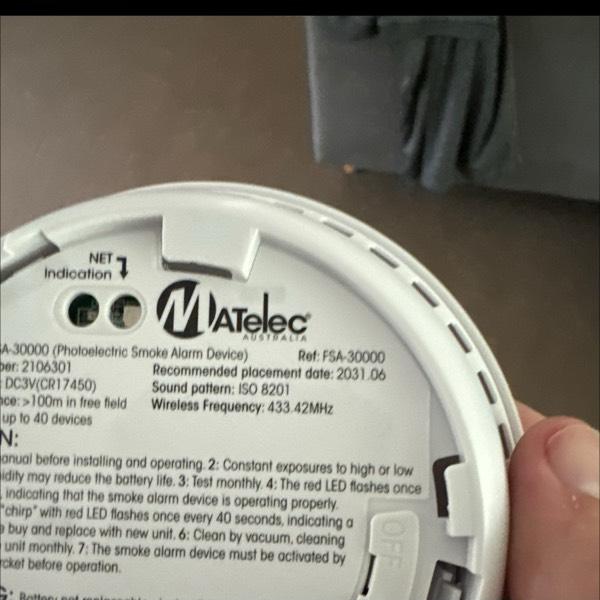 NET
Indication
MATelec
AUSTRALIA
A-30000 (Photoelectric Smoke Alarm Device) Ref: FSA-30000
ber: 2106301 Recommended placement date: 2031.06
: DC3V(CR17450) Sound pattern: ISO 8201
nce: >100m in free field Wireless Frequency: 433.42MHz
up to 40 devices
N:
anual before installing and operating. 2: Constant exposures to high or low
idity may reduce the battery life. 3: Test monthly. 4: The red LED flashes once
, indicating that the smoke alarm device is operating properly.
"chirp" with red LED flashes once every 40 seconds, indicating a
buy and replace with new unit. 6: Clean by vacuum, cleaning
unit monthly. 7: The smoke alarm device must be activated by
cket before operation.
OFF
G: Battery not